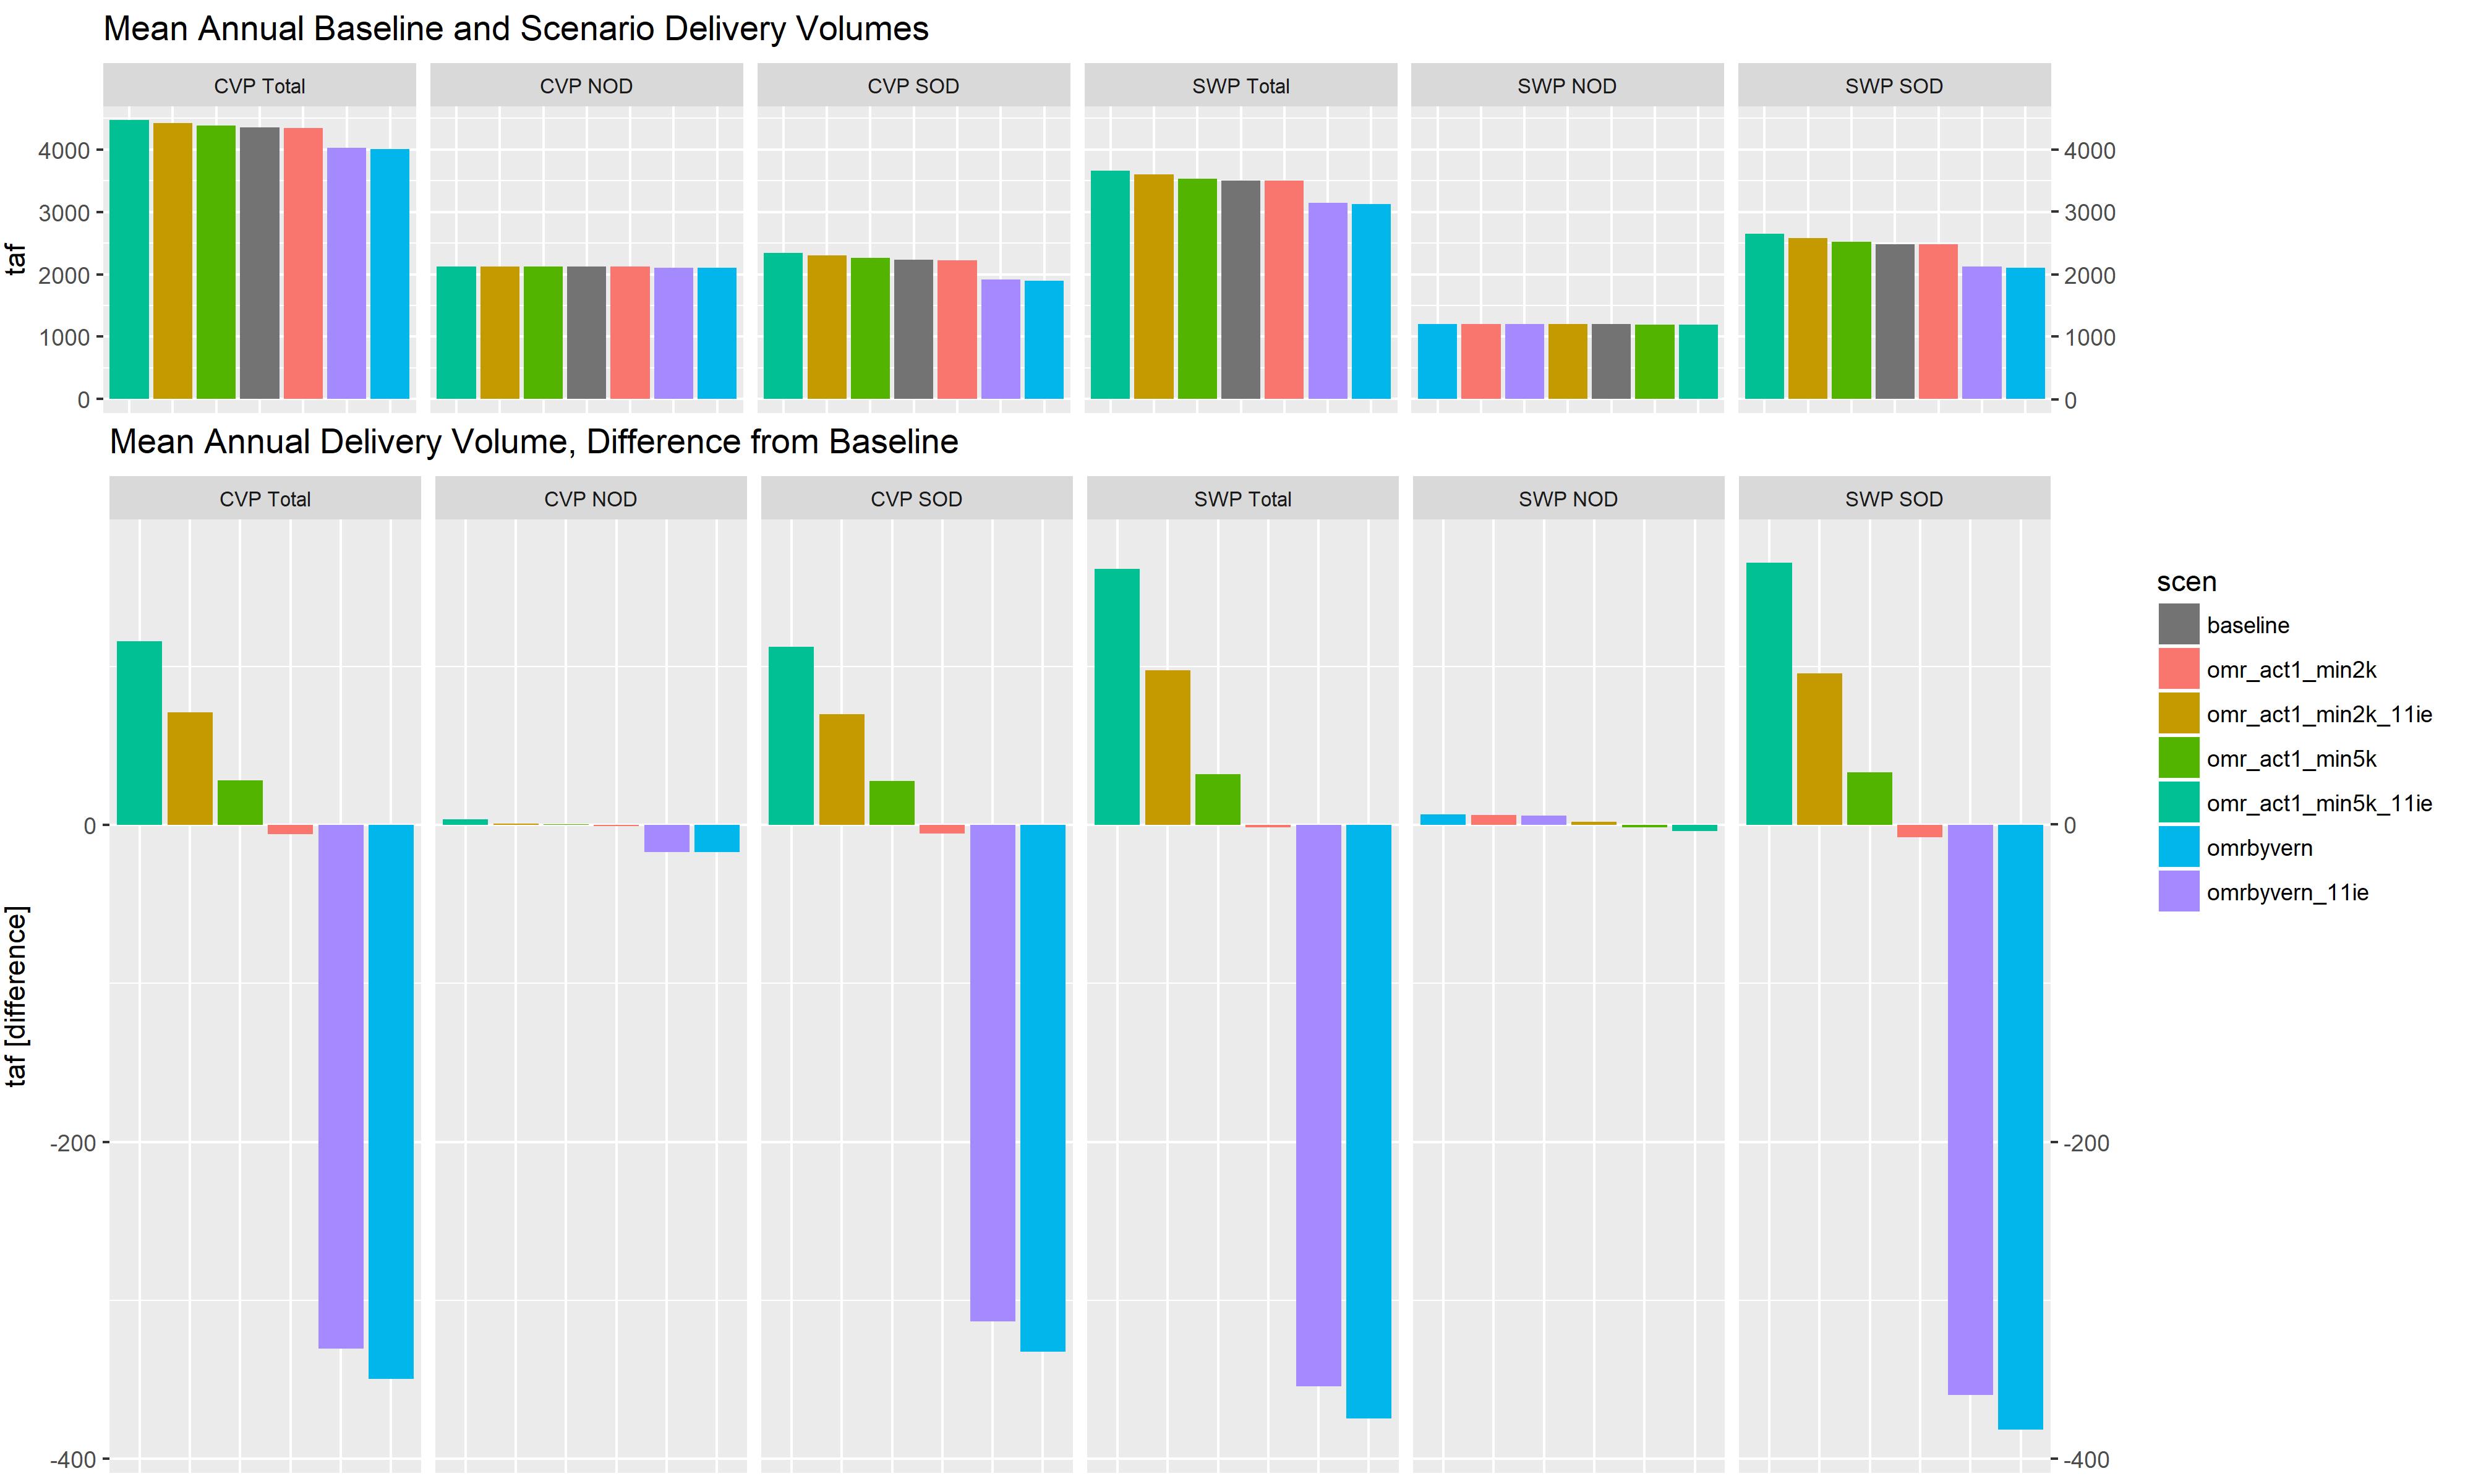 Mean Annual Baseline and Scenario Delivery Volumes
CVP Total CVP NOD CVP SOD SWP Total SWP NOD SWP SOD
taf
4000 4000
3000 3000
2000 2000
1000 1000
0 0
Mean Annual Delivery Volume, Difference from Baseline
CVP Total CVP NOD CVP SOD SWP Total SWP NOD SWP SOD
taf [difference]
0 0
-200 -200
-400 -400
scen
baseline
omr_act1_min2k
omr_act1_min2k_11ie
omr_act1_min5k
omr_act1_min5k_11ie
omrbyvern
omrbyvern_11ie